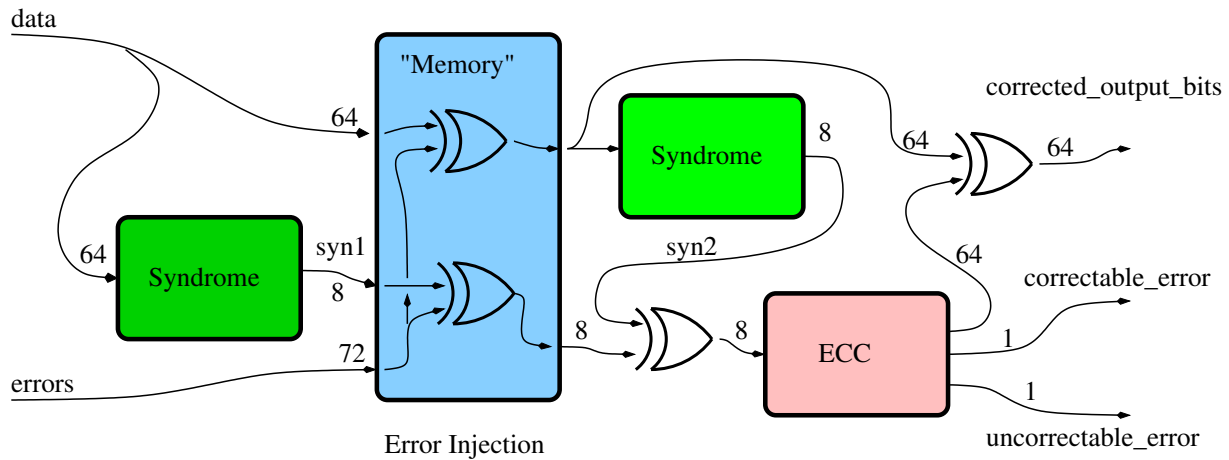 data
"Memory"
corrected_output_bits
64
8
64
64
Syndrome
Syndrome
64
syn1
8
syn2
64
correctable_error
8
8
ECC
1
72
errors
1
Error Injection
uncorrectable_error